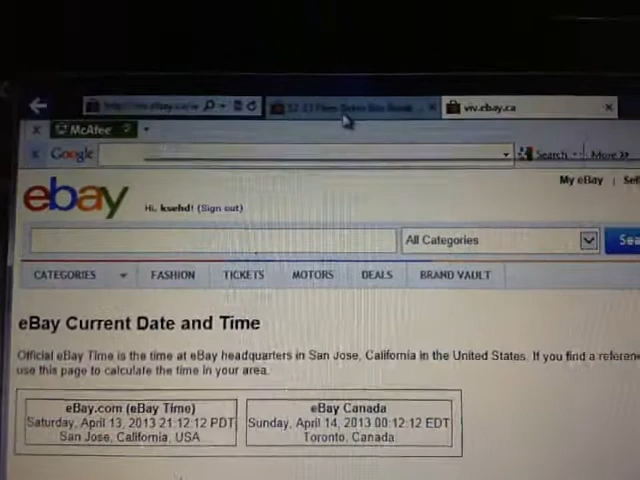 viv.ebay.ca
McAfee
Google
Search
More >>
My eBay | Sel
ebay
Hi, ksehd! (Sign out)
All Categories
Sea
CATEGORIES FASHION TICKETS MOTORS DEALS BRAND VAULT
eBay Current Date and Time
Official eBay Time is the time at eBay headquarters in San Jose, California in the United States. If you find a referen
use this page to calculate the time in your area.
eBay.com (eBay Time)
Saturday, April 13, 2013 21:12:12 PDT
San Jose, California, USA
eBay Canada
Sunday, April 14, 2013 00:12:12 EDT
Toronto, Canada